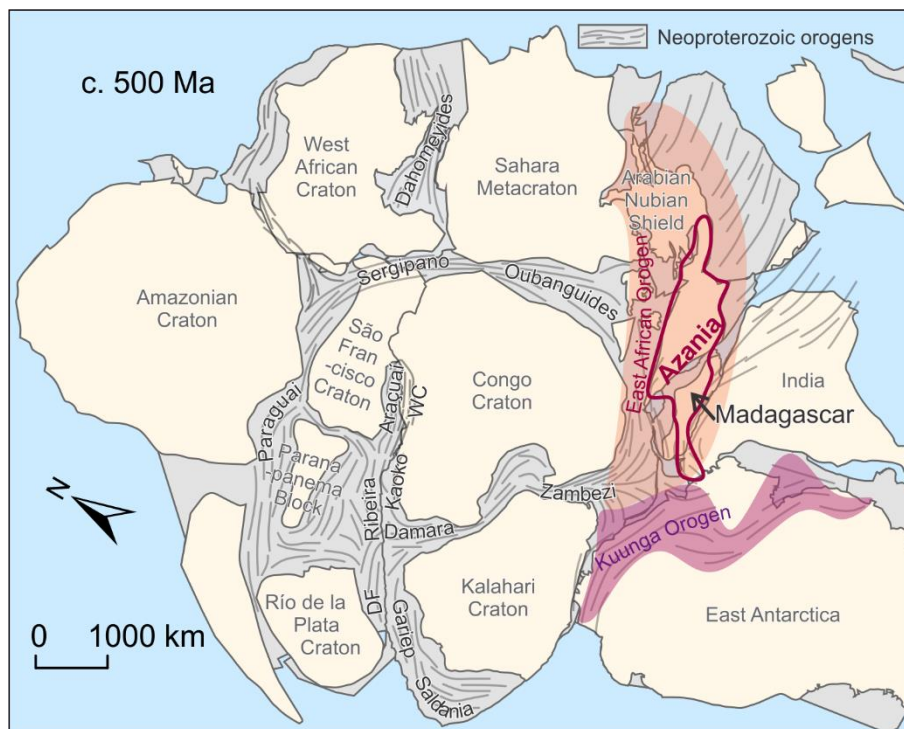 Neoproterozoic orogens
c. 500 Ma
West
African
Craton
Dahomeyides
Sahara
Metacraton
Arabian
Nubian
Shield
Sergipano
Oubanguides
East African Orogen
Azania
Amazonian
Craton
São
Fran
-cisco
Craton
Araçuaí
WC
Congo
Craton
India
Madagascar
Paraguai
Parana
-panema
Block
Ribeira
Kaoko
Zambezi
Damara
Kuunga Orogen
N
Río de la
Plata
Craton
DF
Gariep
Kalahari
Craton
East Antarctica
Saldania
0 1000 km